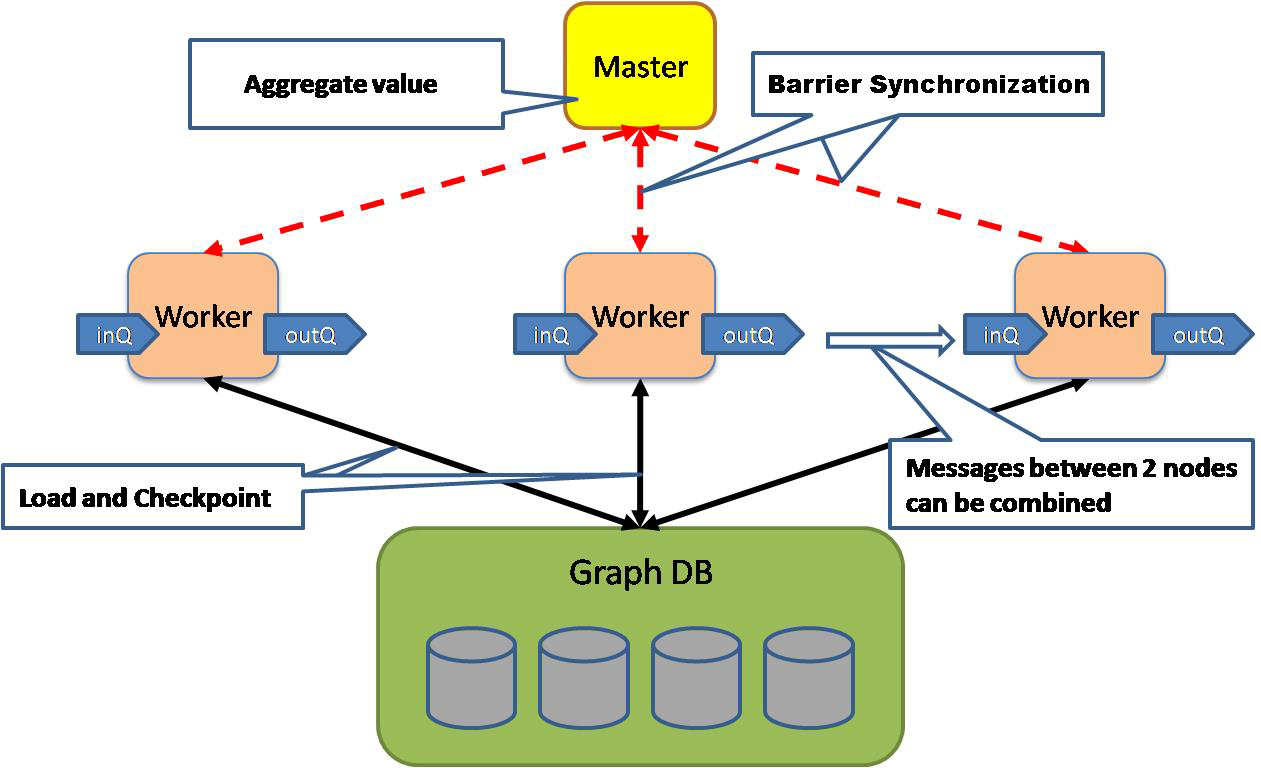 Master
Aggregate value
Barrier Synchronization
Worker
Worker
Worker
inQ
outQ
inQ
outQ
inQ
outQ
Load and Checkpoint
Messages between 2 nodes
can be combined
Graph DB